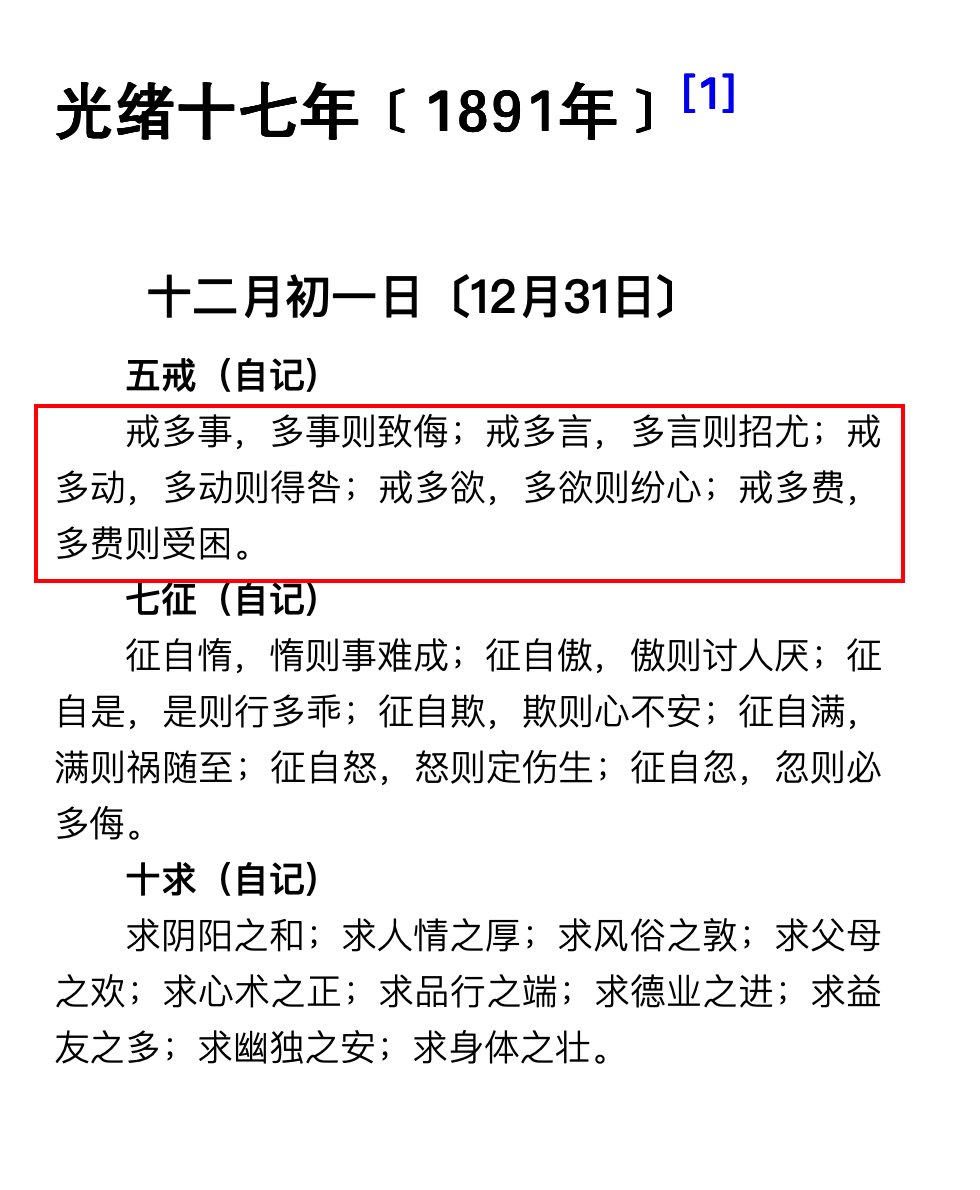 光绪十七年﹝1891年﹞[1]
十二月初一日〔12月31日〕
五戒（自记）
戒多事，多事则致侮；戒多言，多言则招尤；戒
多动，多动则得咎；戒多欲，多欲则纷心；戒多费，
多费则受困。
七征（自记）
征自惰，惰则事难成；征自傲，傲则讨人厌；征
自是，是则行多乖；征自欺，欺则心不安；征自满，
满则祸随至；征自怒，怒则定伤生；征自忽，忽则必
多侮。
十求（自记）
求阴阳之和；求人情之厚；求风俗之敦；求父母
之欢；求心术之正；求品行之端；求德业之进；求益
友之多；求幽独之安；求身体之壮。